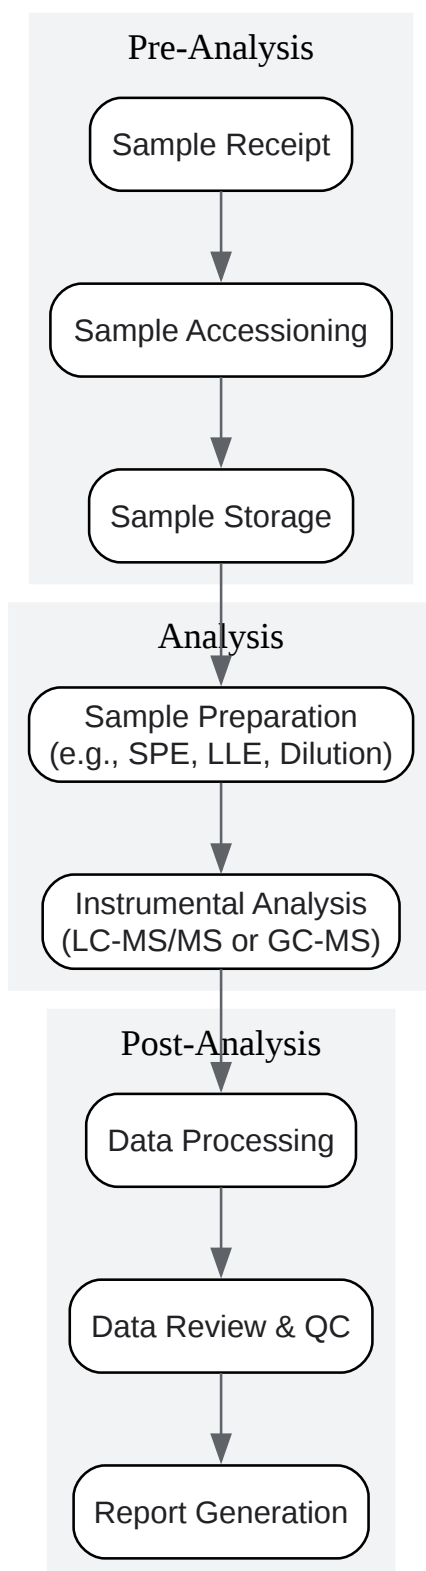 Pre-Analysis
Sample Receipt
Sample Accessioning
Sample Storage
Analysis
Sample Preparation
(e.g., SPE, LLE, Dilution)
Instrumental Analysis
(LC-MS/MS or GC-MS)
Post-Analysis
Data Processing
Data Review & QC
Report Generation